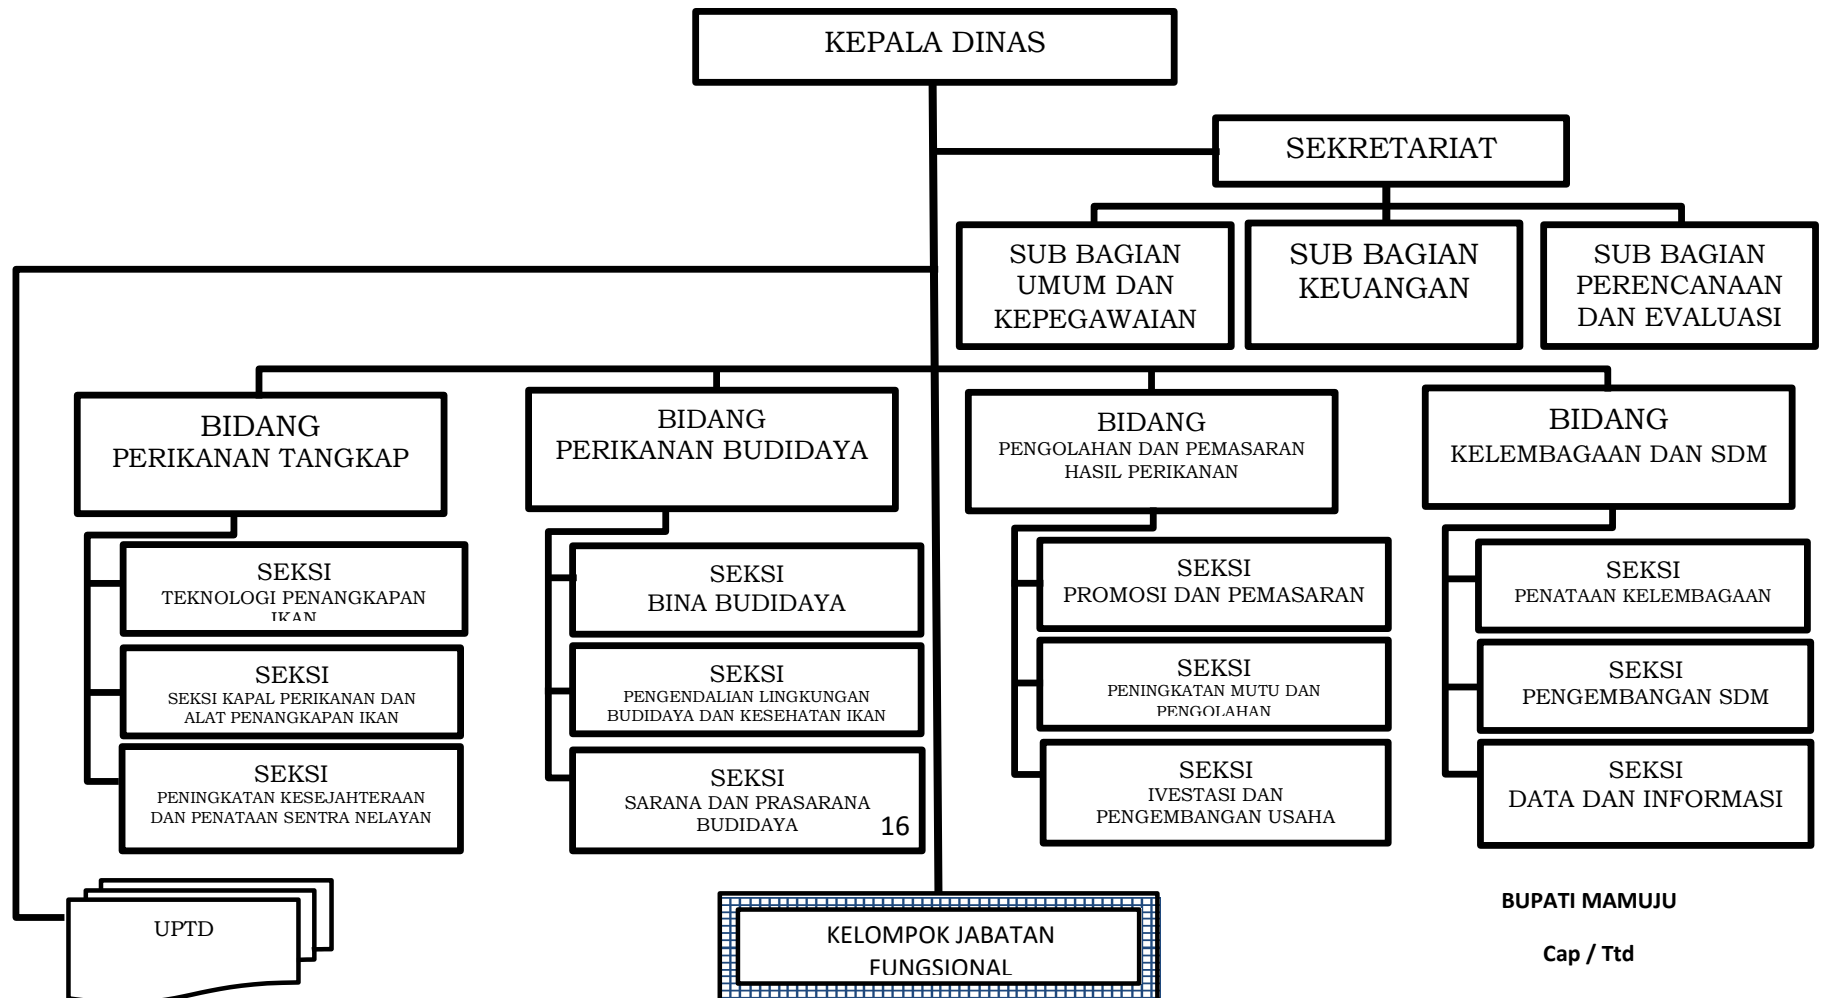 KEPALA DINAS
SEKRETARIAT
SUB BAGIAN
UMUM DAN
KEPEGAWAIAN
SUB BAGIAN
KEUANGAN
SUB BAGIAN
PERENCANAAN
DAN EVALUASI
BIDANG
PERIKANAN TANGKAP
BIDANG
PERIKANAN BUDIDAYA
BIDANG
PENGOLAHAN DAN PEMASARAN
HASIL PERIKANAN
BIDANG
KELEMBAGAAN DAN SDM
SEKSI
TEKNOLOGI PENANGKAPAN
IKAN
SEKSI
SEKSI KAPAL PERIKANAN DAN
ALAT PENANGKAPAN IKAN
SEKSI
PENINGKATAN KESEJAHTERAAN
DAN PENATAAN SENTRA NELAYAN
SEKSI
BINA BUDIDAYA
SEKSI
PENGENDALIAN LINGKUNGAN
BUDIDAYA DAN KESEHATAN IKAN
SEKSI
SARANA DAN PRASARANA
BUDIDAYA
16
SEKSI
PROMOSI DAN PEMASARAN
SEKSI
PENINGKATAN MUTU DAN
PENGOLAHAN
SEKSI
IVESTASI DAN
PENGEMBANGAN USAHA
SEKSI
PENATAAN KELEMBAGAAN
SEKSI
PENGEMBANGAN SDM
SEKSI
DATA DAN INFORMASI
UPTD
KELOMPOK JABATAN
FUNGSIONAL
BUPATI MAMUJU
Cap / Ttd